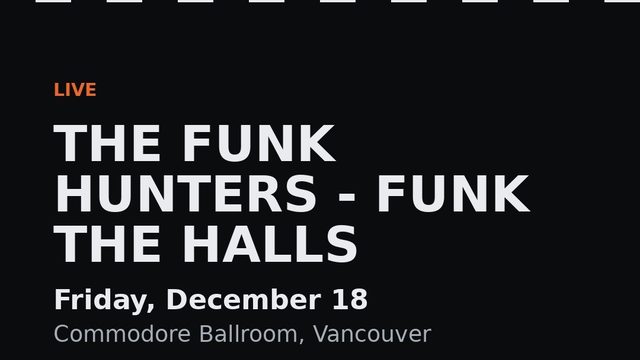 LIVE
THE FUNK
HUNTERS - FUNK
THE HALLS
Friday, December 18
Commodore Ballroom, Vancouver